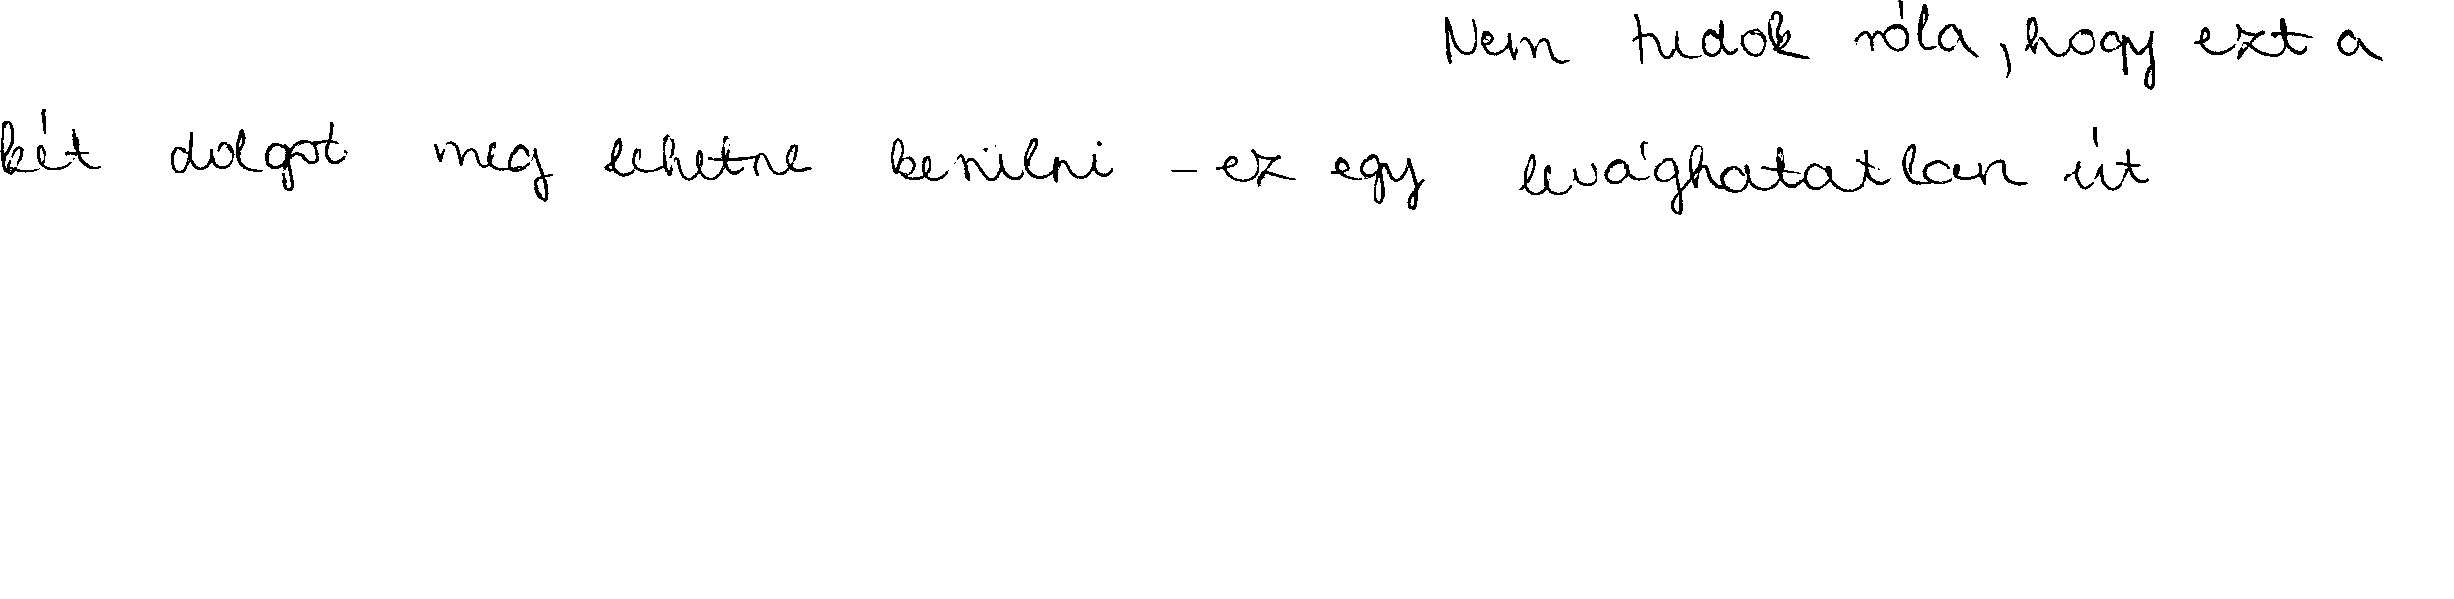 Nem tudok róla, hogy ezt a
két dolgot meg lehetne kerülni - ez egy levághatatlan út